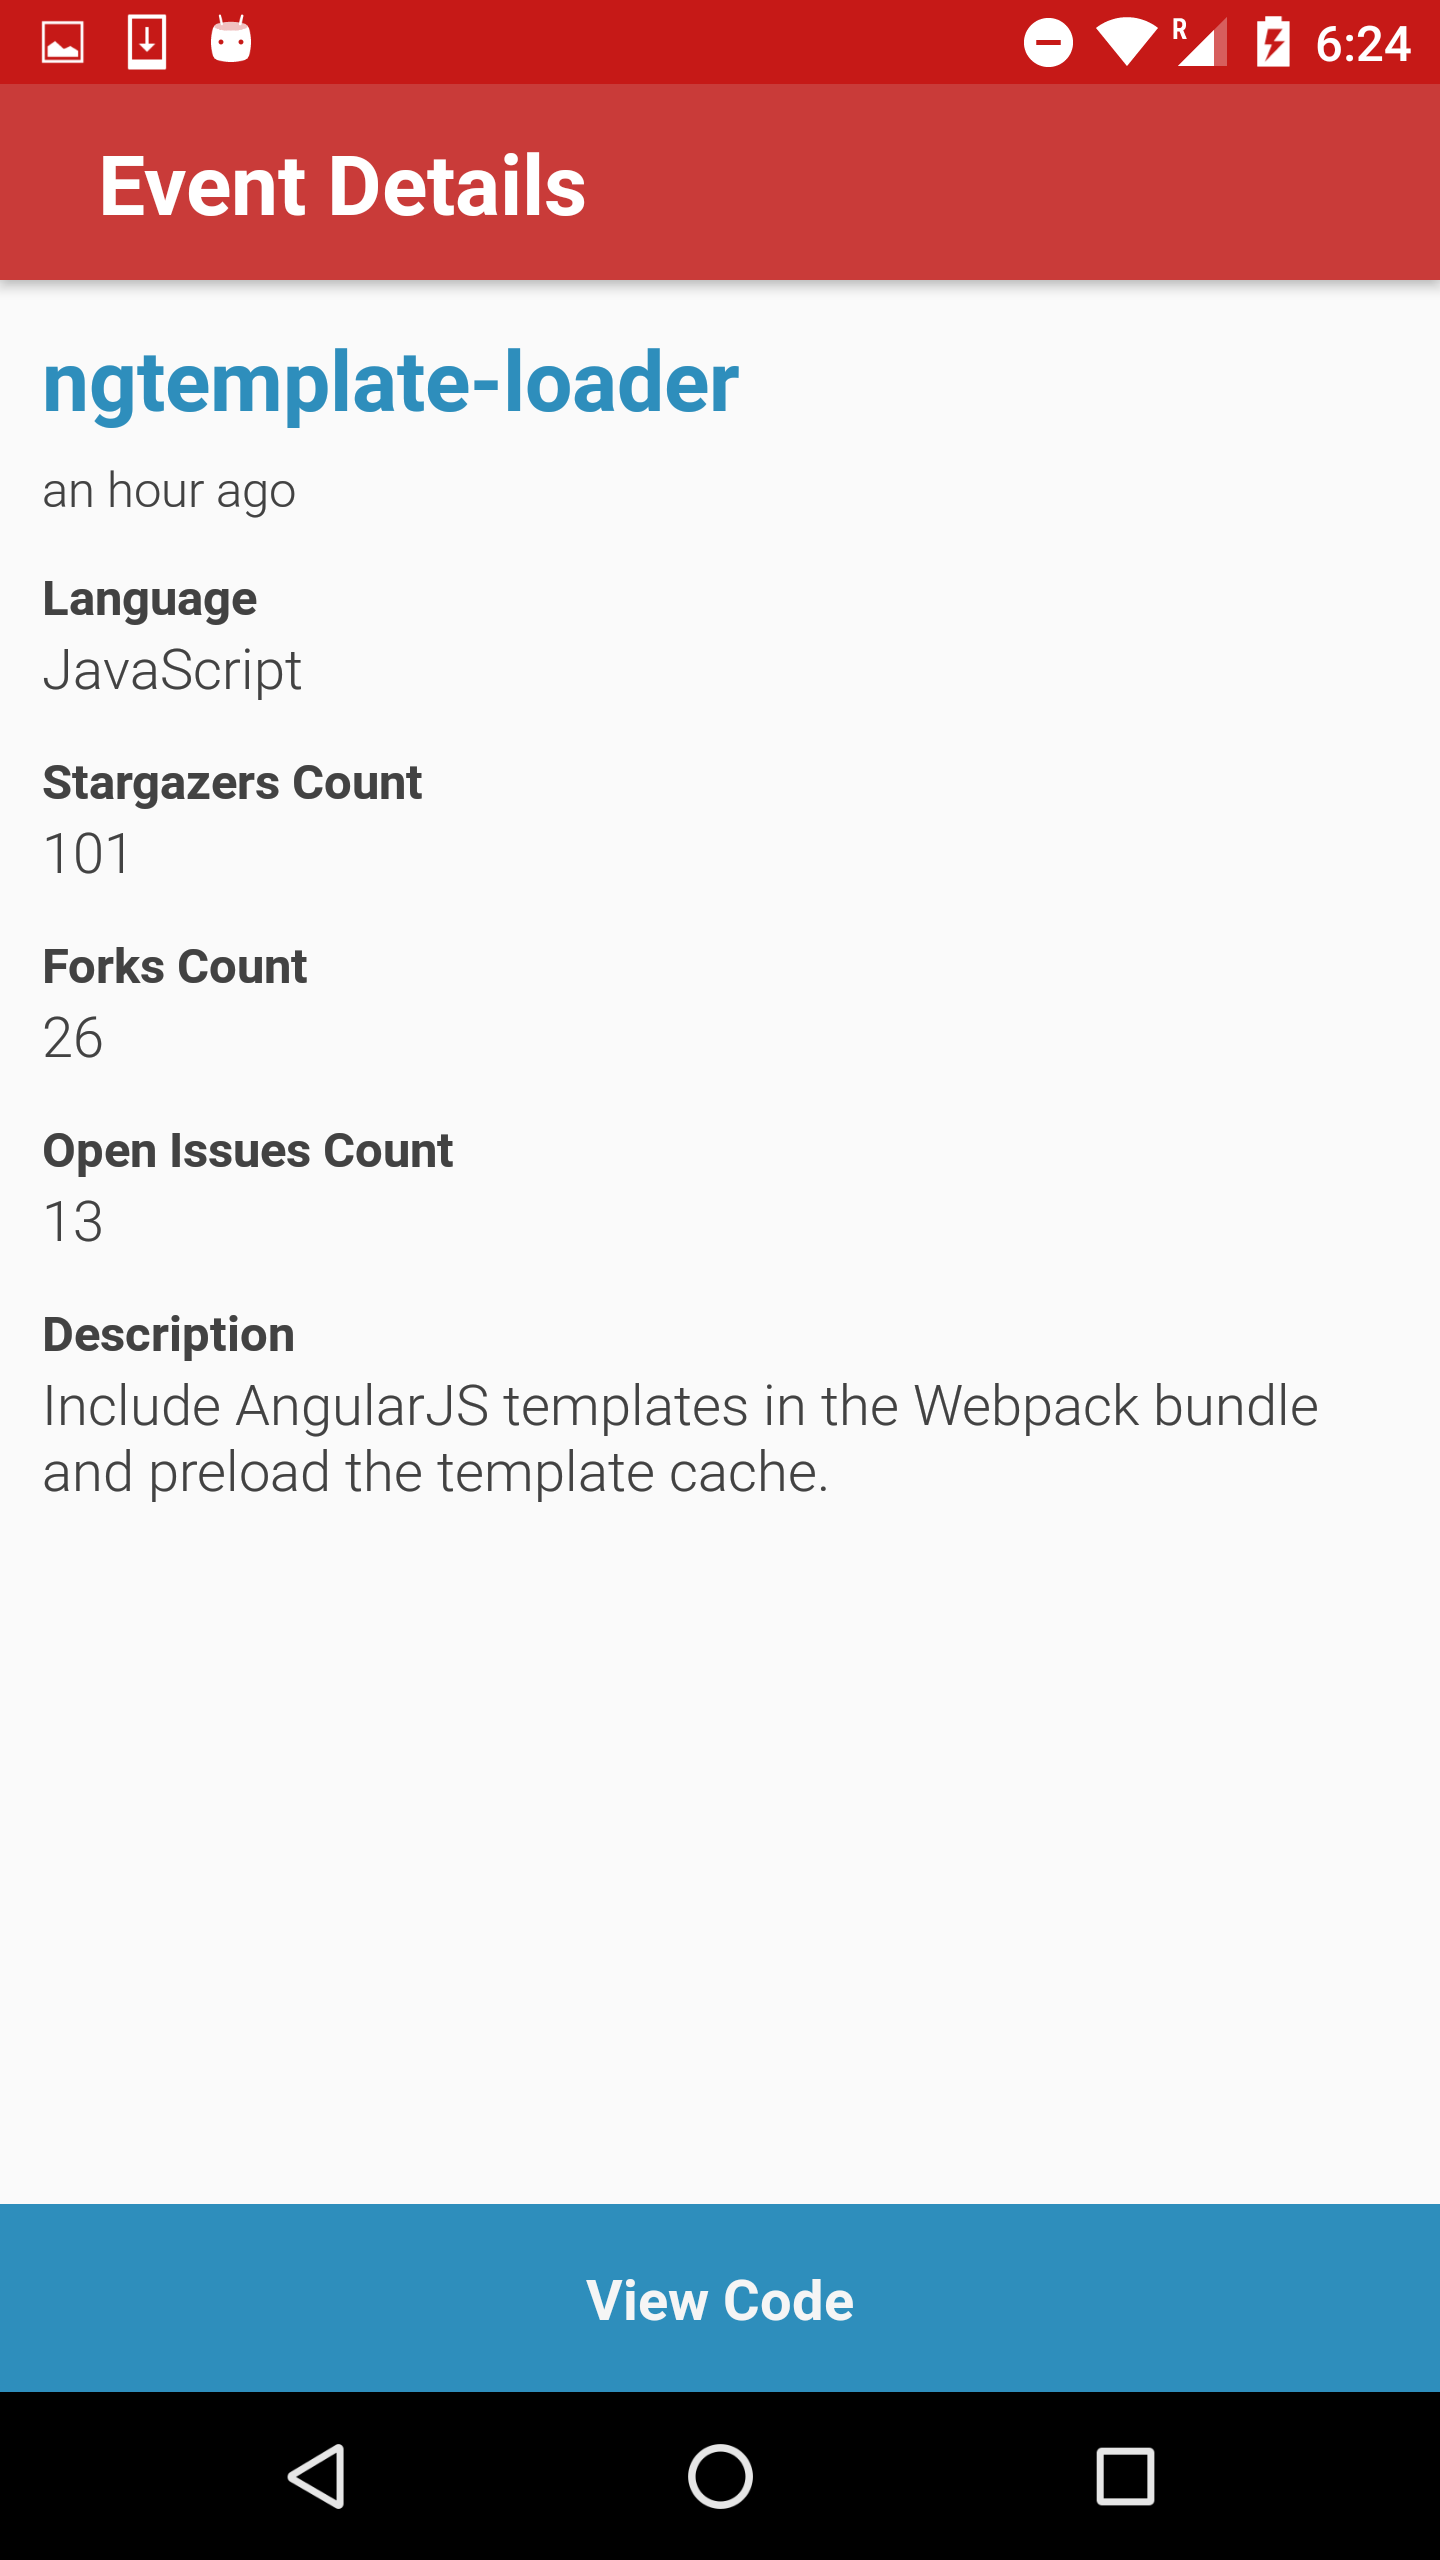 R 6:24
Event Details
ngtemplate-loader
an hour ago
Language
JavaScript
Stargazers Count
101
Forks Count
26
Open Issues Count
13
Description
Include AngularJS templates in the Webpack bundle
and preload the template cache.
View Code